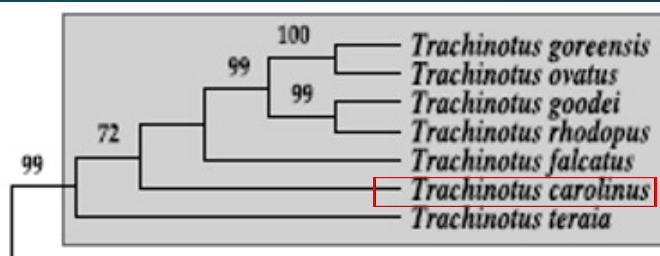 100
Trachinotus goreensis
99
Trachinotus ovatus
99
Trachinotus goodei
Trachinotus rhodopus
72
Trachinotus falcatus
99
Trachinotus carolinus
Trachinotus teraia